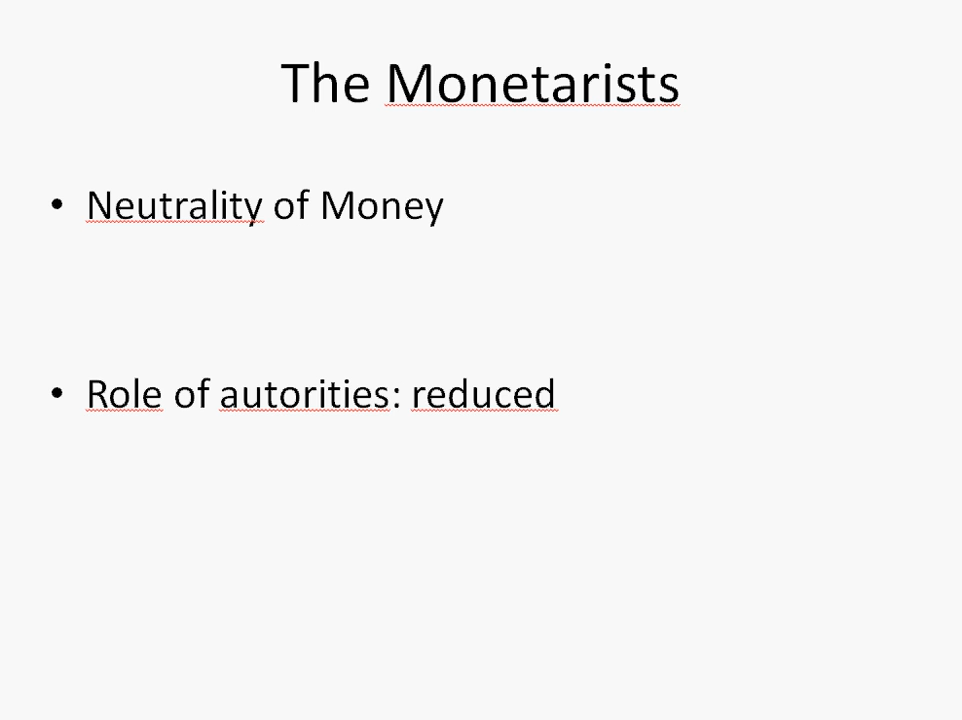 The Monetarists
• Neutrality of Money
• Role of autorities: reduced